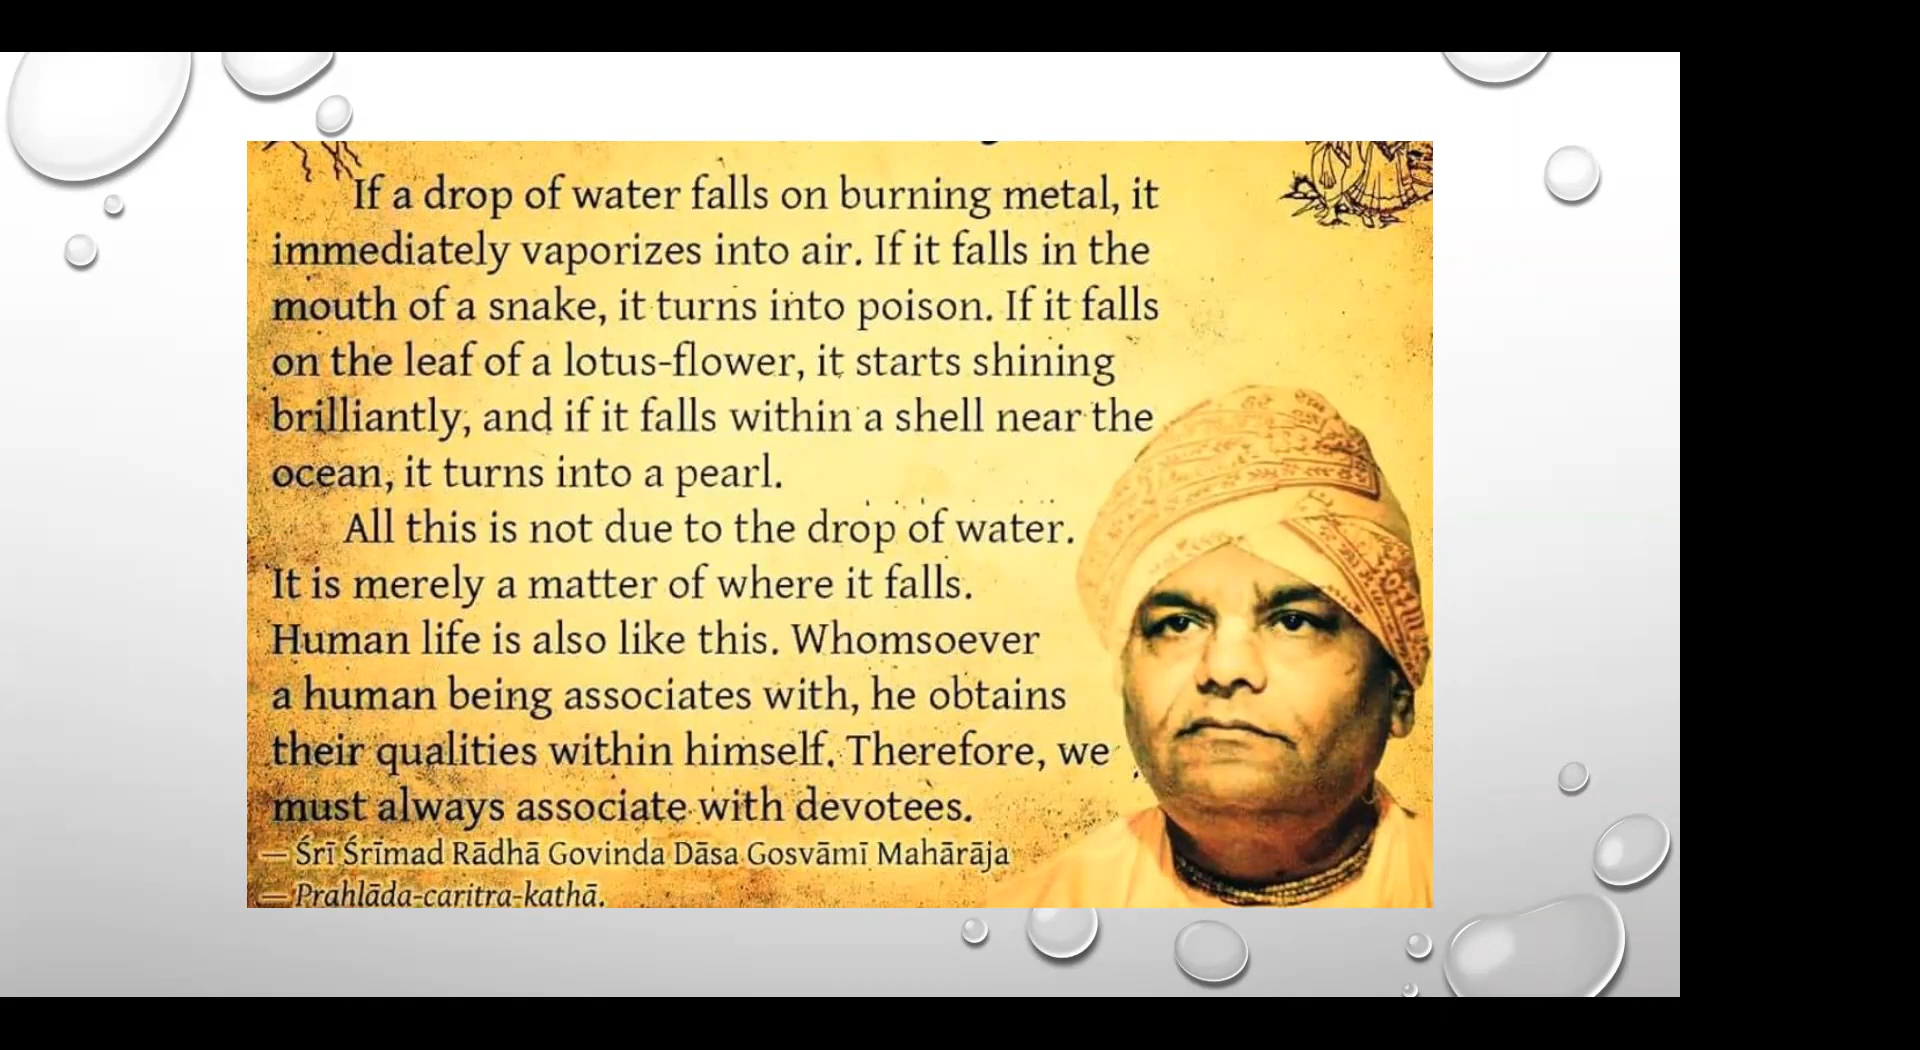 If a drop of water falls on burning metal, it
immediately vaporizes into air. If it falls in the
mouth of a snake, it turns into poison. If it falls
on the leaf of a lotus-flower, it starts shining
brilliantly, and if it falls within a shell near the
ocean, it turns into a pearl.
All this is not due to the drop of water.
It is merely a matter of where it falls.
Human life is also like this. Whomsoever
a human being associates with, he obtains
their qualities within himself. Therefore, we
must always associate with devotees.
— Śrī Śrīmad Rādhā Govinda Dāsa Gosvāmī Mahārāja
— Prahlāda-caritra-kathā.